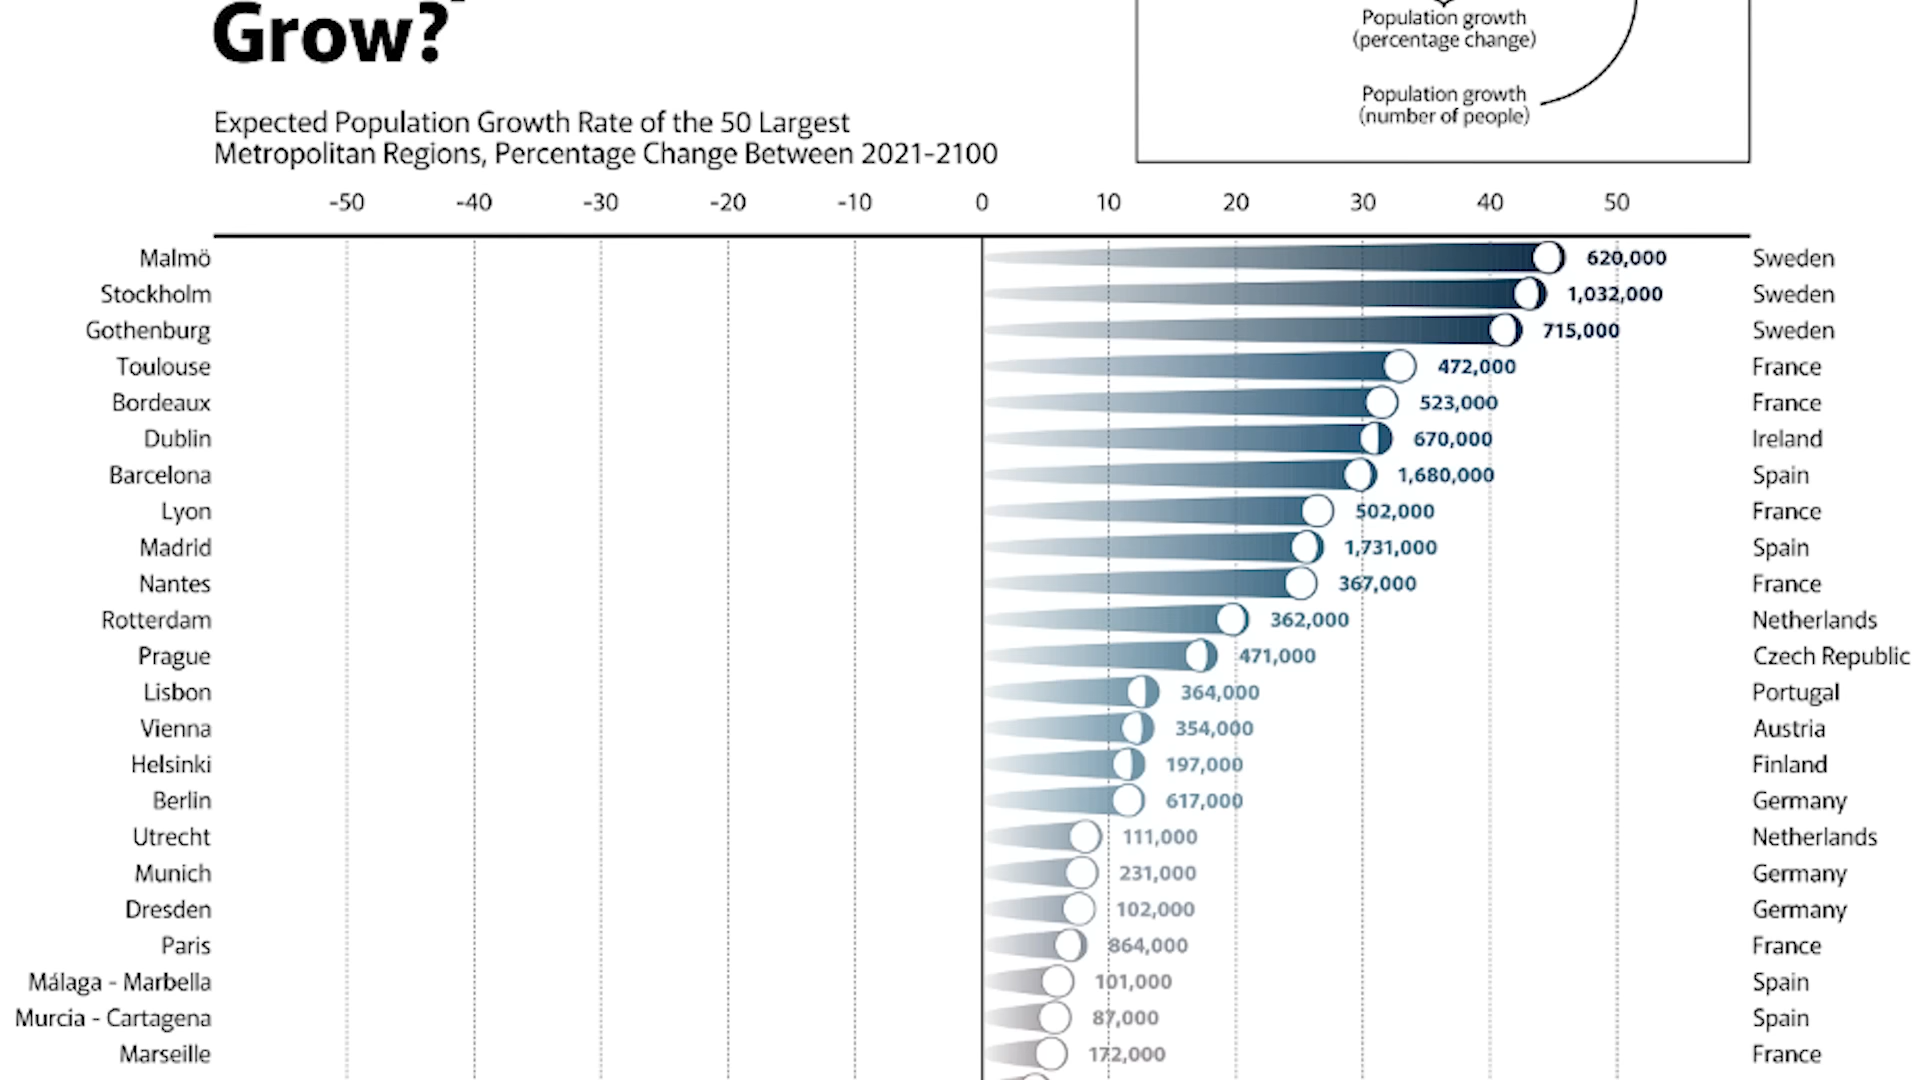 Grow?
Population growth
(percentage change)
Population growth
(number of people)
Expected Population Growth Rate of the 50 Largest
Metropolitan Regions, Percentage Change Between 2021-2100
-50 -40 -30 -20 -10 0 10 20 30 40 50
Malmö 620,000 Sweden
Stockholm 1,032,000 Sweden
Gothenburg 715,000 Sweden
Toulouse 472,000 France
Bordeaux 523,000 France
Dublin 670,000 Ireland
Barcelona 1,680,000 Spain
Lyon 502,000 France
Madrid 1,731,000 Spain
Nantes 367,000 France
Rotterdam 362,000 Netherlands
Prague 471,000 Czech Republic
Lisbon 364,000 Portugal
Vienna 354,000 Austria
Helsinki 197,000 Finland
Berlin 617,000 Germany
Utrecht 111,000 Netherlands
Munich 231,000 Germany
Dresden 102,000 Germany
Paris 864,000 France
Málaga - Marbella 101,000 Spain
Murcia - Cartagena 87,000 Spain
Marseille 172,000 France